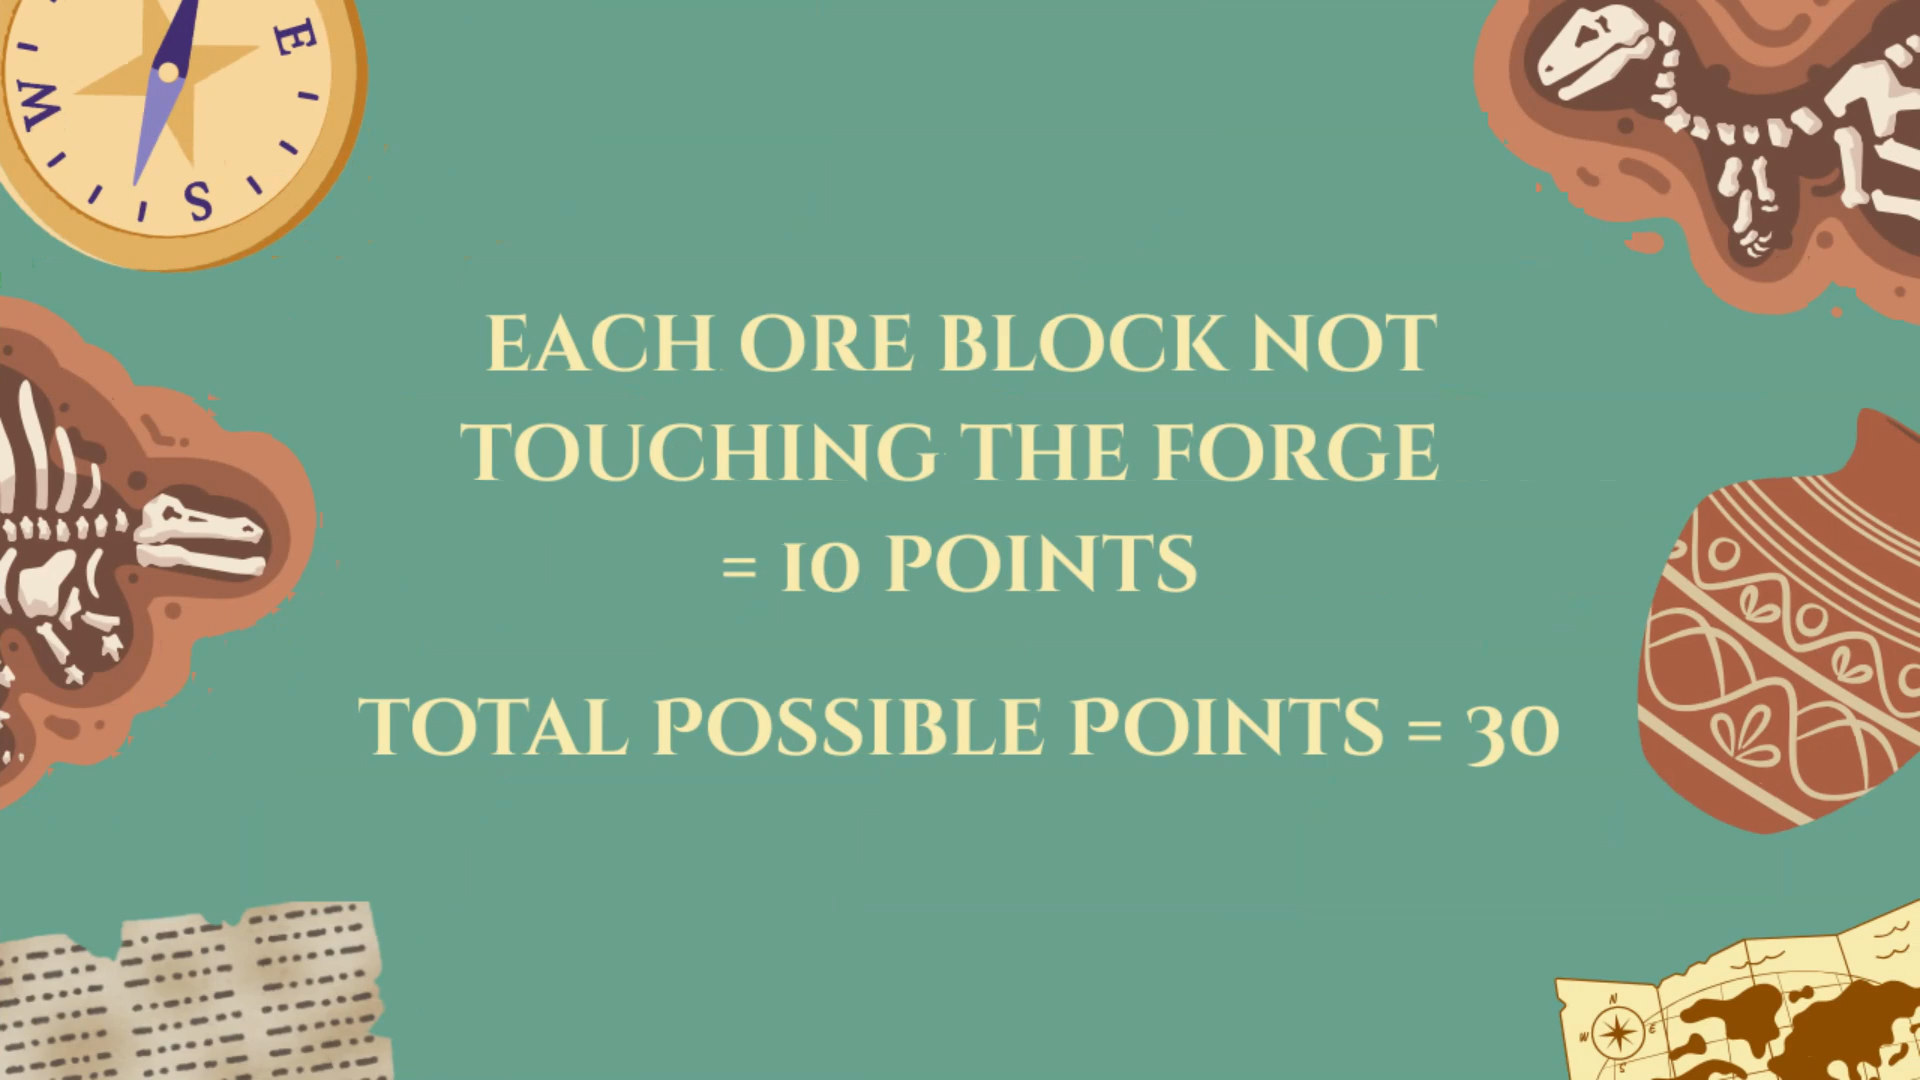 E
W
S
EACH ORE BLOCK NOT
TOUCHING THE FORGE
= 10 POINTS
TOTAL POSSIBLE POINTS = 30
N
W
E
S